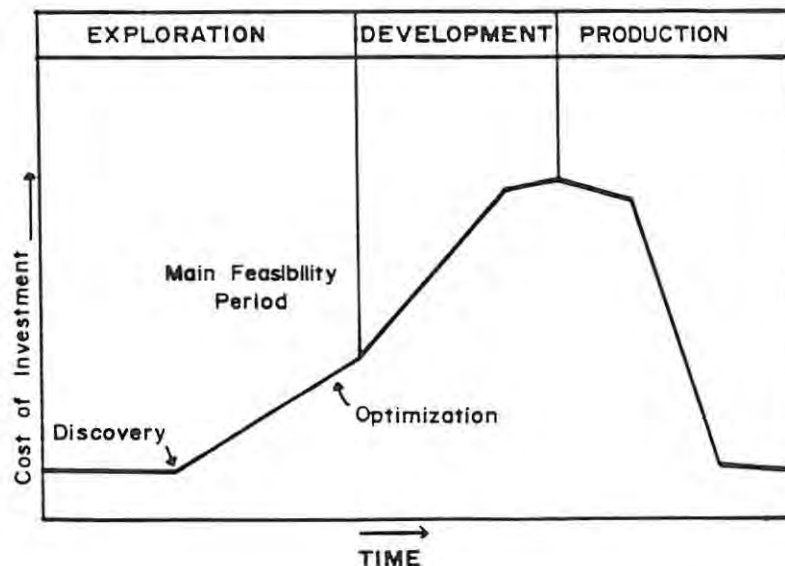 EXPLORATION DEVELOPMENT PRODUCTION
Cost of Investment
Main Feasibility
Period
Discovery
Optimization
TIME